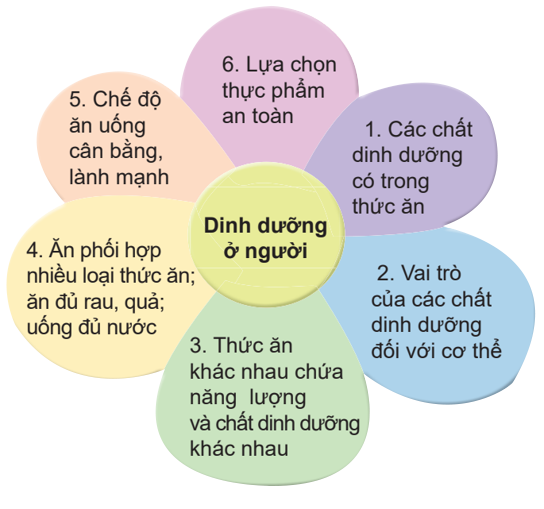 Dinh dưỡng
ở người
1. Các chất
dinh dưỡng
có trong
thức ăn
2. Vai trò
của các chất
dinh dưỡng
đối với cơ thể
3. Thức ăn
khác nhau chứa
năng lượng
và chất dinh dưỡng
khác nhau
4. Ăn phối hợp
nhiều loại thức ăn;
ăn đủ rau, quả;
uống đủ nước
5. Chế độ
ăn uống
cân bằng,
lành mạnh
6. Lựa chọn
thực phẩm
an toàn